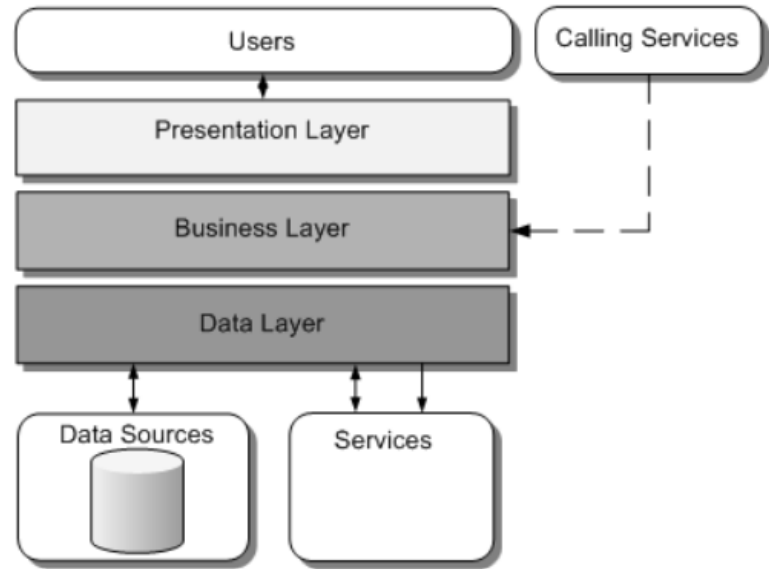 Users
Calling Services
Presentation Layer
Business Layer
Data Layer
Data Sources
Services